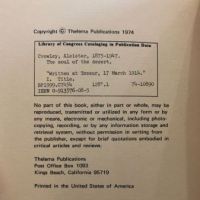 Copyright © Thelema Publications 1974
Library of Congress Cataloging in Publication Data
Crowley, Aleister, 1875-1947.
The soul of the desert.
"Written at Bessur, 17 March 1914."
I. Title.
BF1999.C7834 128'.1 74-10890
ISBN 0-913576-08-5
No part of this book, either in part or whole, may be
reproduced, transmitted or utilized in any form or by
any means, electronic or mechanical, including photo-
copying, recording, or by any information storage and
retrieval system, without permission in writing from
the publisher, except for brief quotations embodied in
critical articles and reviews.
Thelema Publications
Post Office Box 1093
Kings Beach, California 95719
Printed in the United States of America